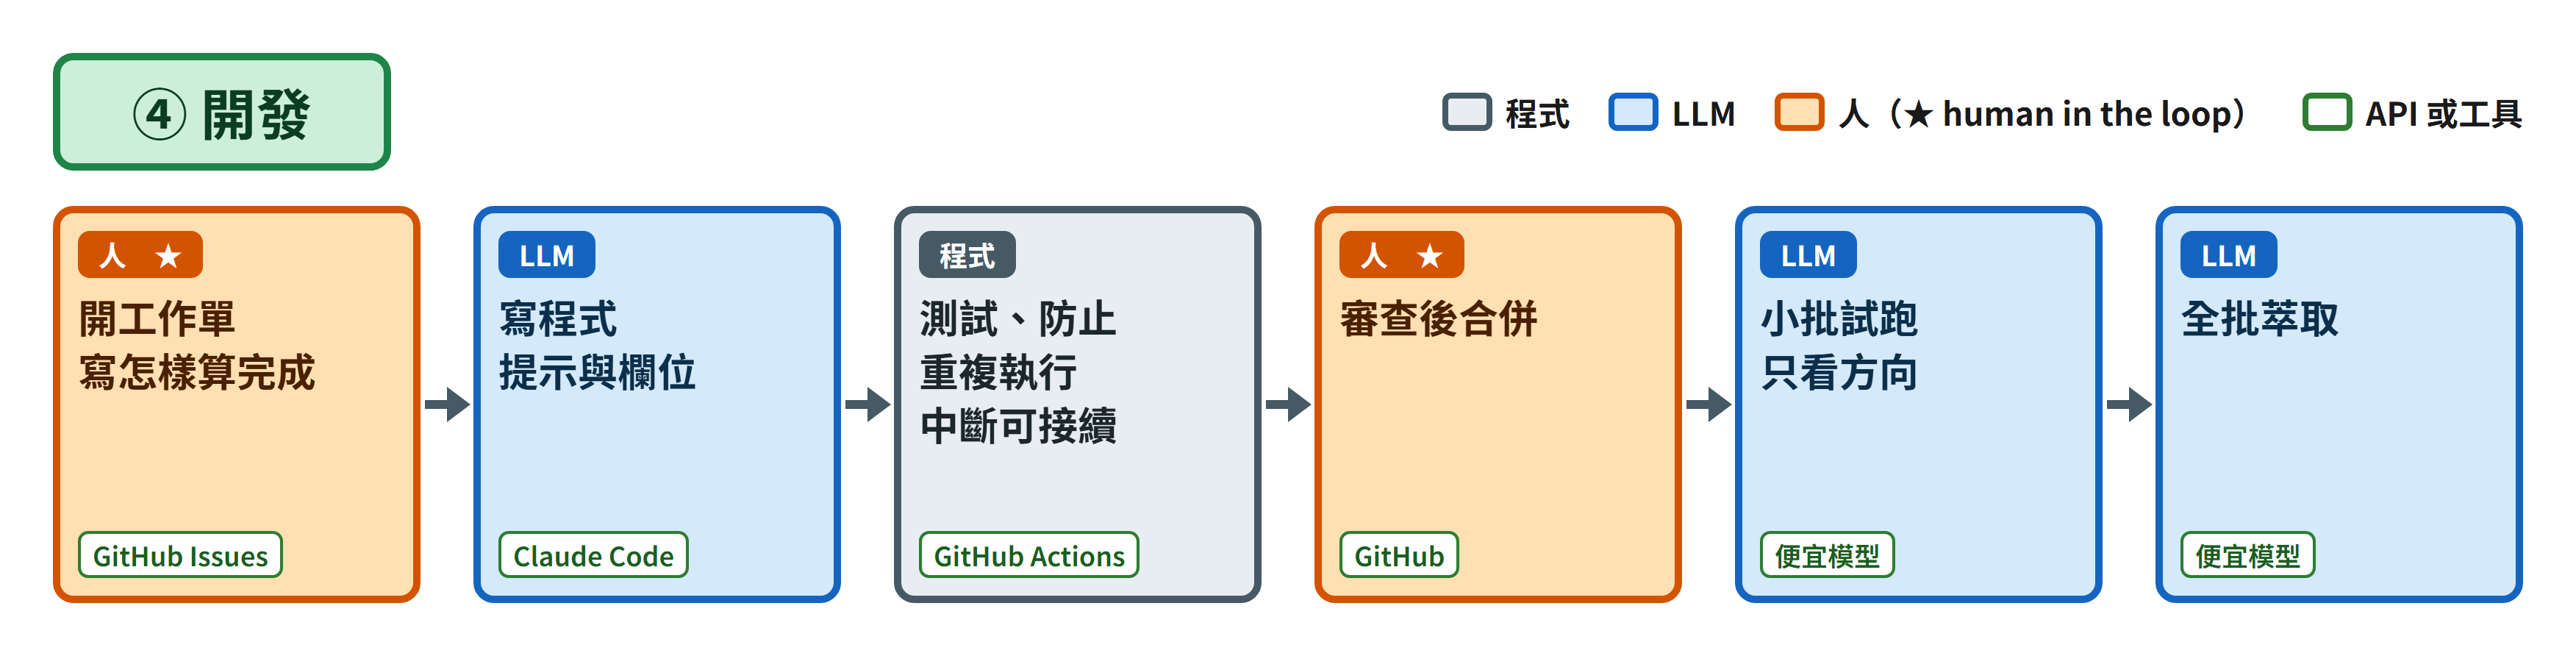 ④ 開發
程式
LLM
人（★ human in the loop）
API 或工具
人 ★
開工作單
寫怎樣算完成
GitHub Issues
LLM
寫程式
提示與欄位
Claude Code
程式
測試、防止
重複執行
中斷可接續
GitHub Actions
人 ★
審查後合併
GitHub
LLM
小批試跑
只看方向
便宜模型
LLM
全批萃取
便宜模型